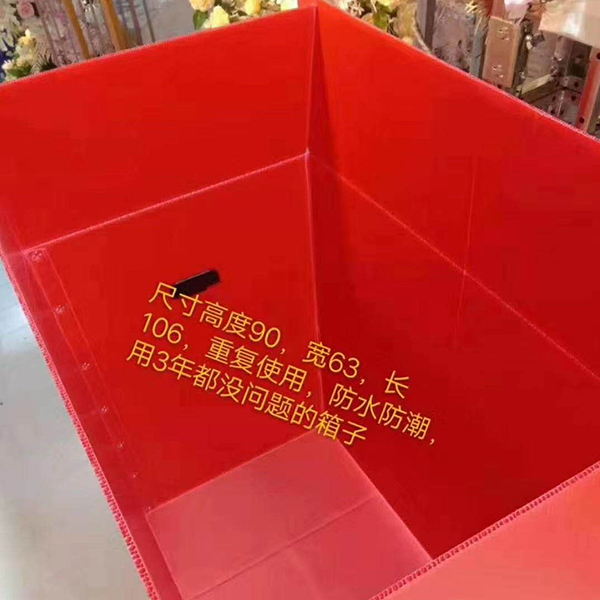 尺寸高度90，宽63，长
106，重复使用，防水防潮，
用3年都没问题的箱子